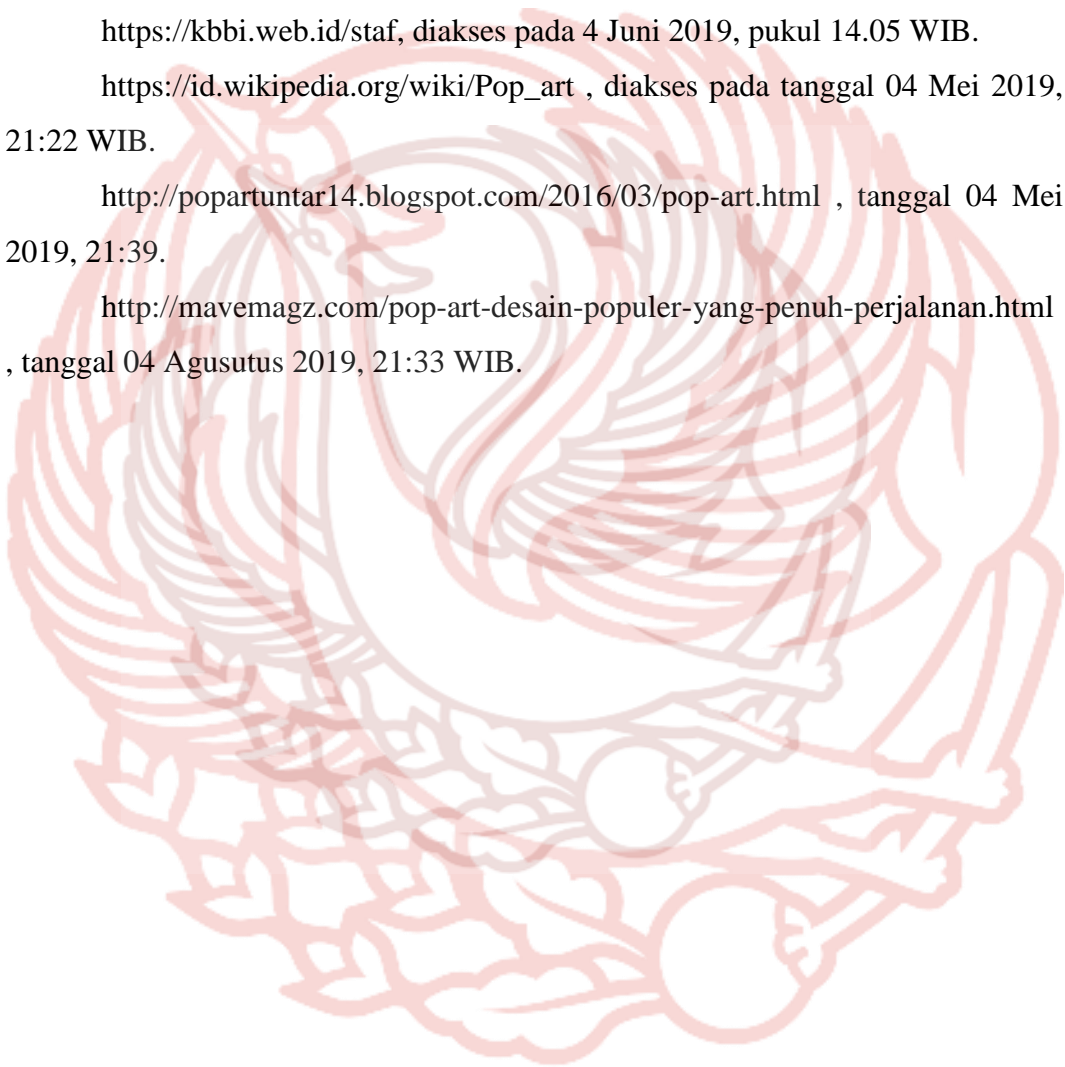 https://kbbi.web.id/staf, diakses pada 4 Juni 2019, pukul 14.05 WIB.
https://id.wikipedia.org/wiki/Pop_art , diakses pada tanggal 04 Mei 2019,
21:22 WIB.
http://popartuntar14.blogspot.com/2016/03/pop-art.html , tanggal 04 Mei
2019, 21:39.
http://mavemagz.com/pop-art-desain-populer-yang-penuh-perjalanan.html
, tanggal 04 Agusutus 2019, 21:33 WIB.